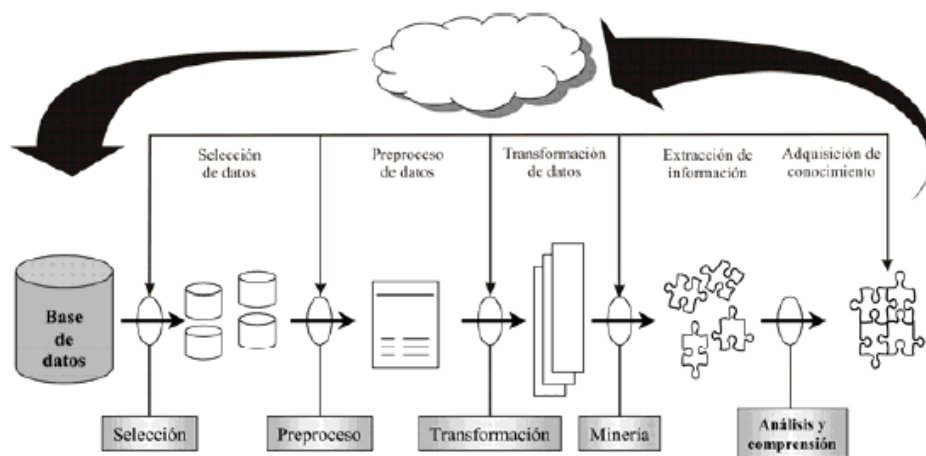 Selección
de datos
Preproceso
de datos
Transformación
de datos
Extracción de
información
Adquisición de
conocimiento
Base
de
datos
Selección
Preproceso
Transformación
Minería
Análisis y
comprensión